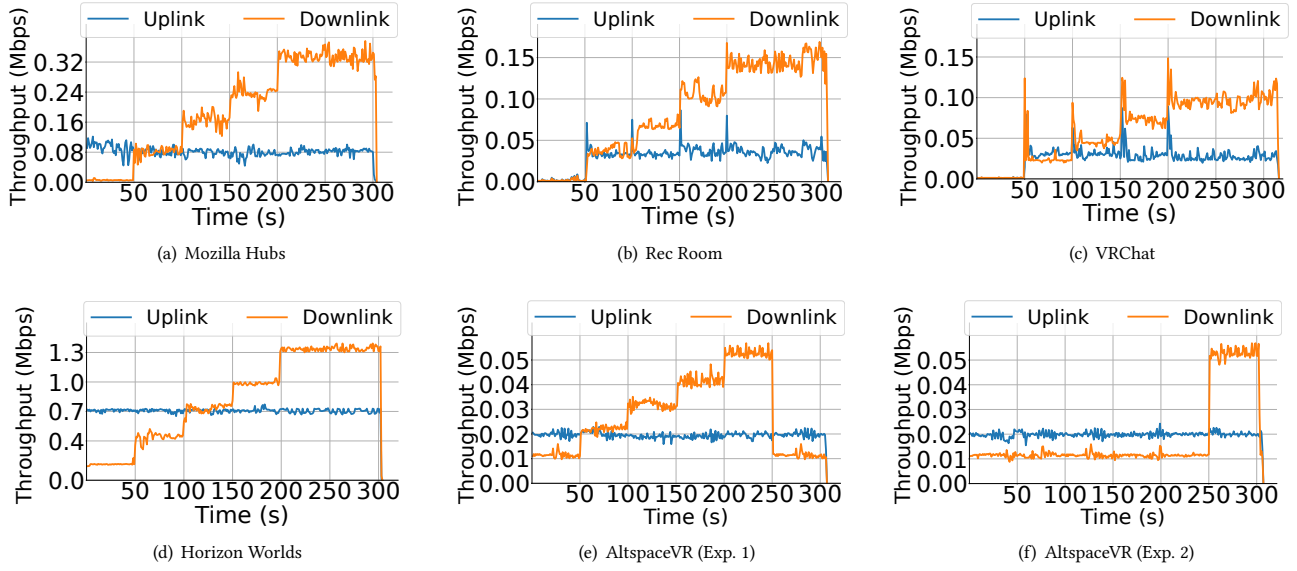 Uplink Downlink
Throughput (Mbps)
0.32
0.24
0.16
0.08
0.00
50 100 150 200 250 300
Time (s)
(a) Mozilla Hubs
Uplink Downlink
Throughput (Mbps)
0.15
0.10
0.05
0.00
50 100 150 200 250 300
Time (s)
(b) Rec Room
Uplink Downlink
Throughput (Mbps)
0.15
0.10
0.05
0.00
50 100 150 200 250 300
Time (s)
(c) VRChat
Uplink Downlink
Throughput (Mbps)
1.3
1.0
0.7
0.4
0.0
50 100 150 200 250 300
Time (s)
(d) Horizon Worlds
Uplink Downlink
Throughput (Mbps)
0.05
0.04
0.03
0.02
0.01
0.00
50 100 150 200 250 300
Time (s)
(e) AltspaceVR (Exp. 1)
Uplink Downlink
Throughput (Mbps)
0.05
0.04
0.03
0.02
0.01
0.00
50 100 150 200 250 300
Time (s)
(f) AltspaceVR (Exp. 2)